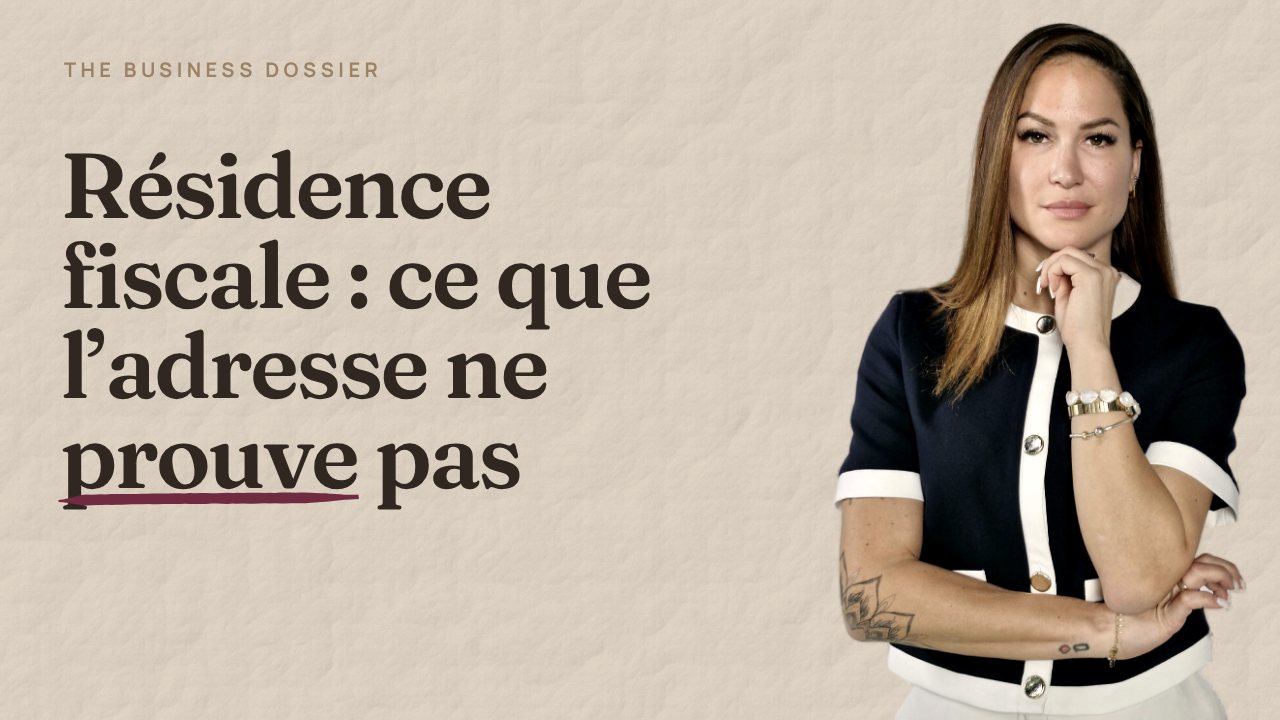 THE BUSINESS DOSSIER
Résidence
fiscale : ce que
l’adresse ne
prouve pas